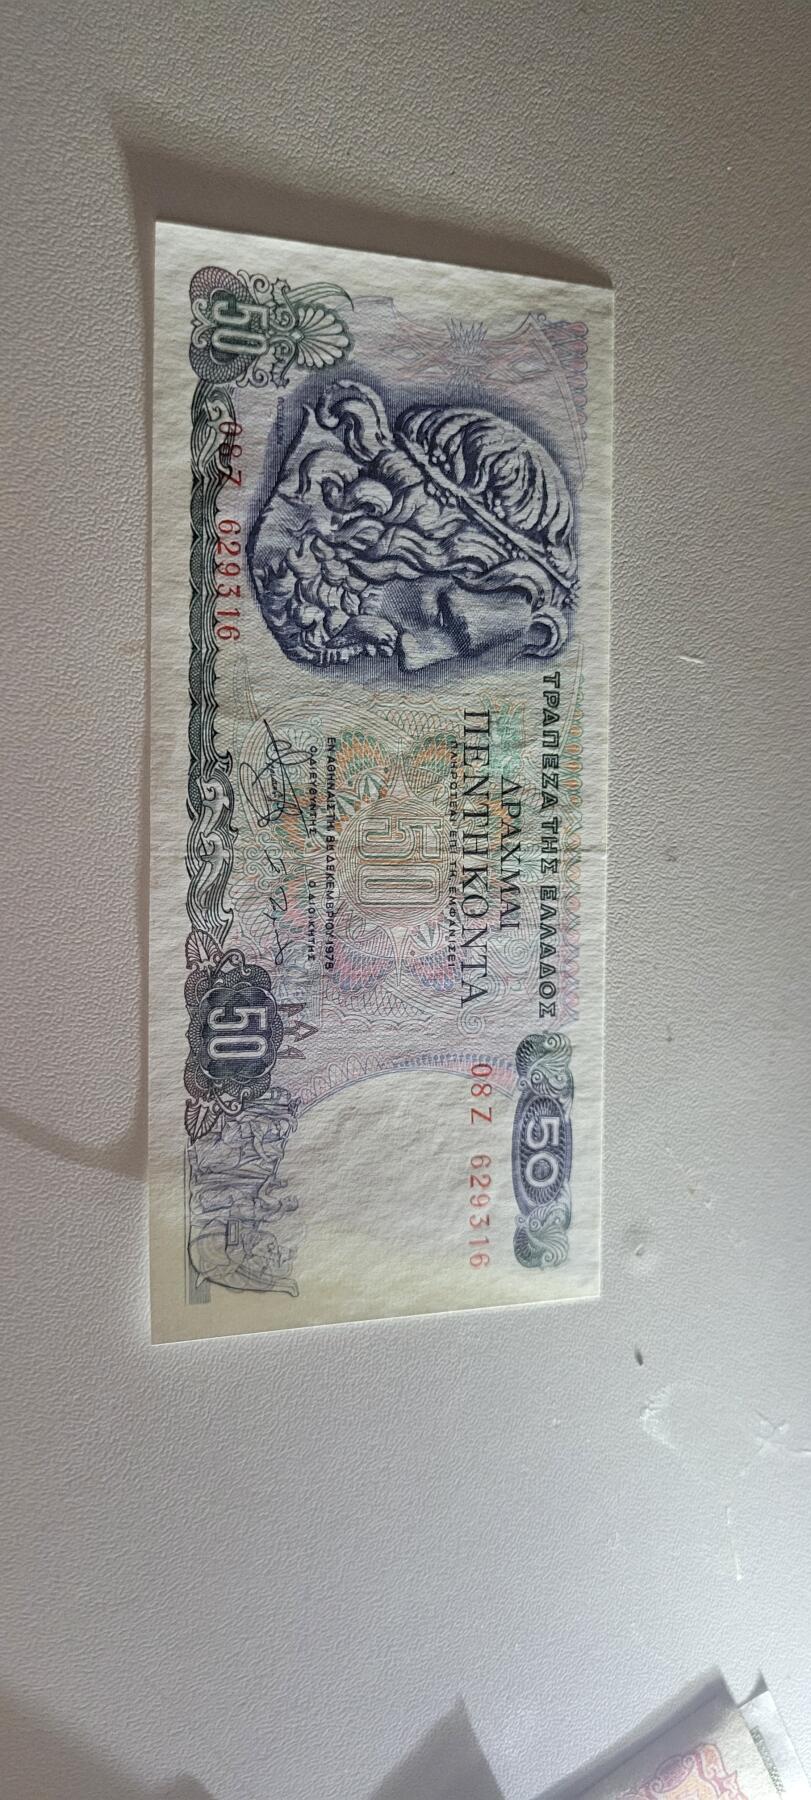 ΤΡΑΠΕΖΑ ΤΗΣ ΕΛΛΑΔΟΣ
50
ΔΡΑΧΜΑΙ
ΠΕΝΤΗΚΟΝΤΑ
ΠΛΗΡΩΤΕΑΙ ΕΠΙ ΤΗ ΕΜΦΑΝΙΣΕΙ
08Z 629316
50
ΕΝ ΑΘΗΝΑΙΣ ΤΗ 8Η ΔΕΚΕΜΒΡΙΟΥ 1978
Ο ΔΙΕΥΘΥΝΤΗΣ Ο ΔΙΟΙΚΗΤΗΣ
08Z 629316
50
50